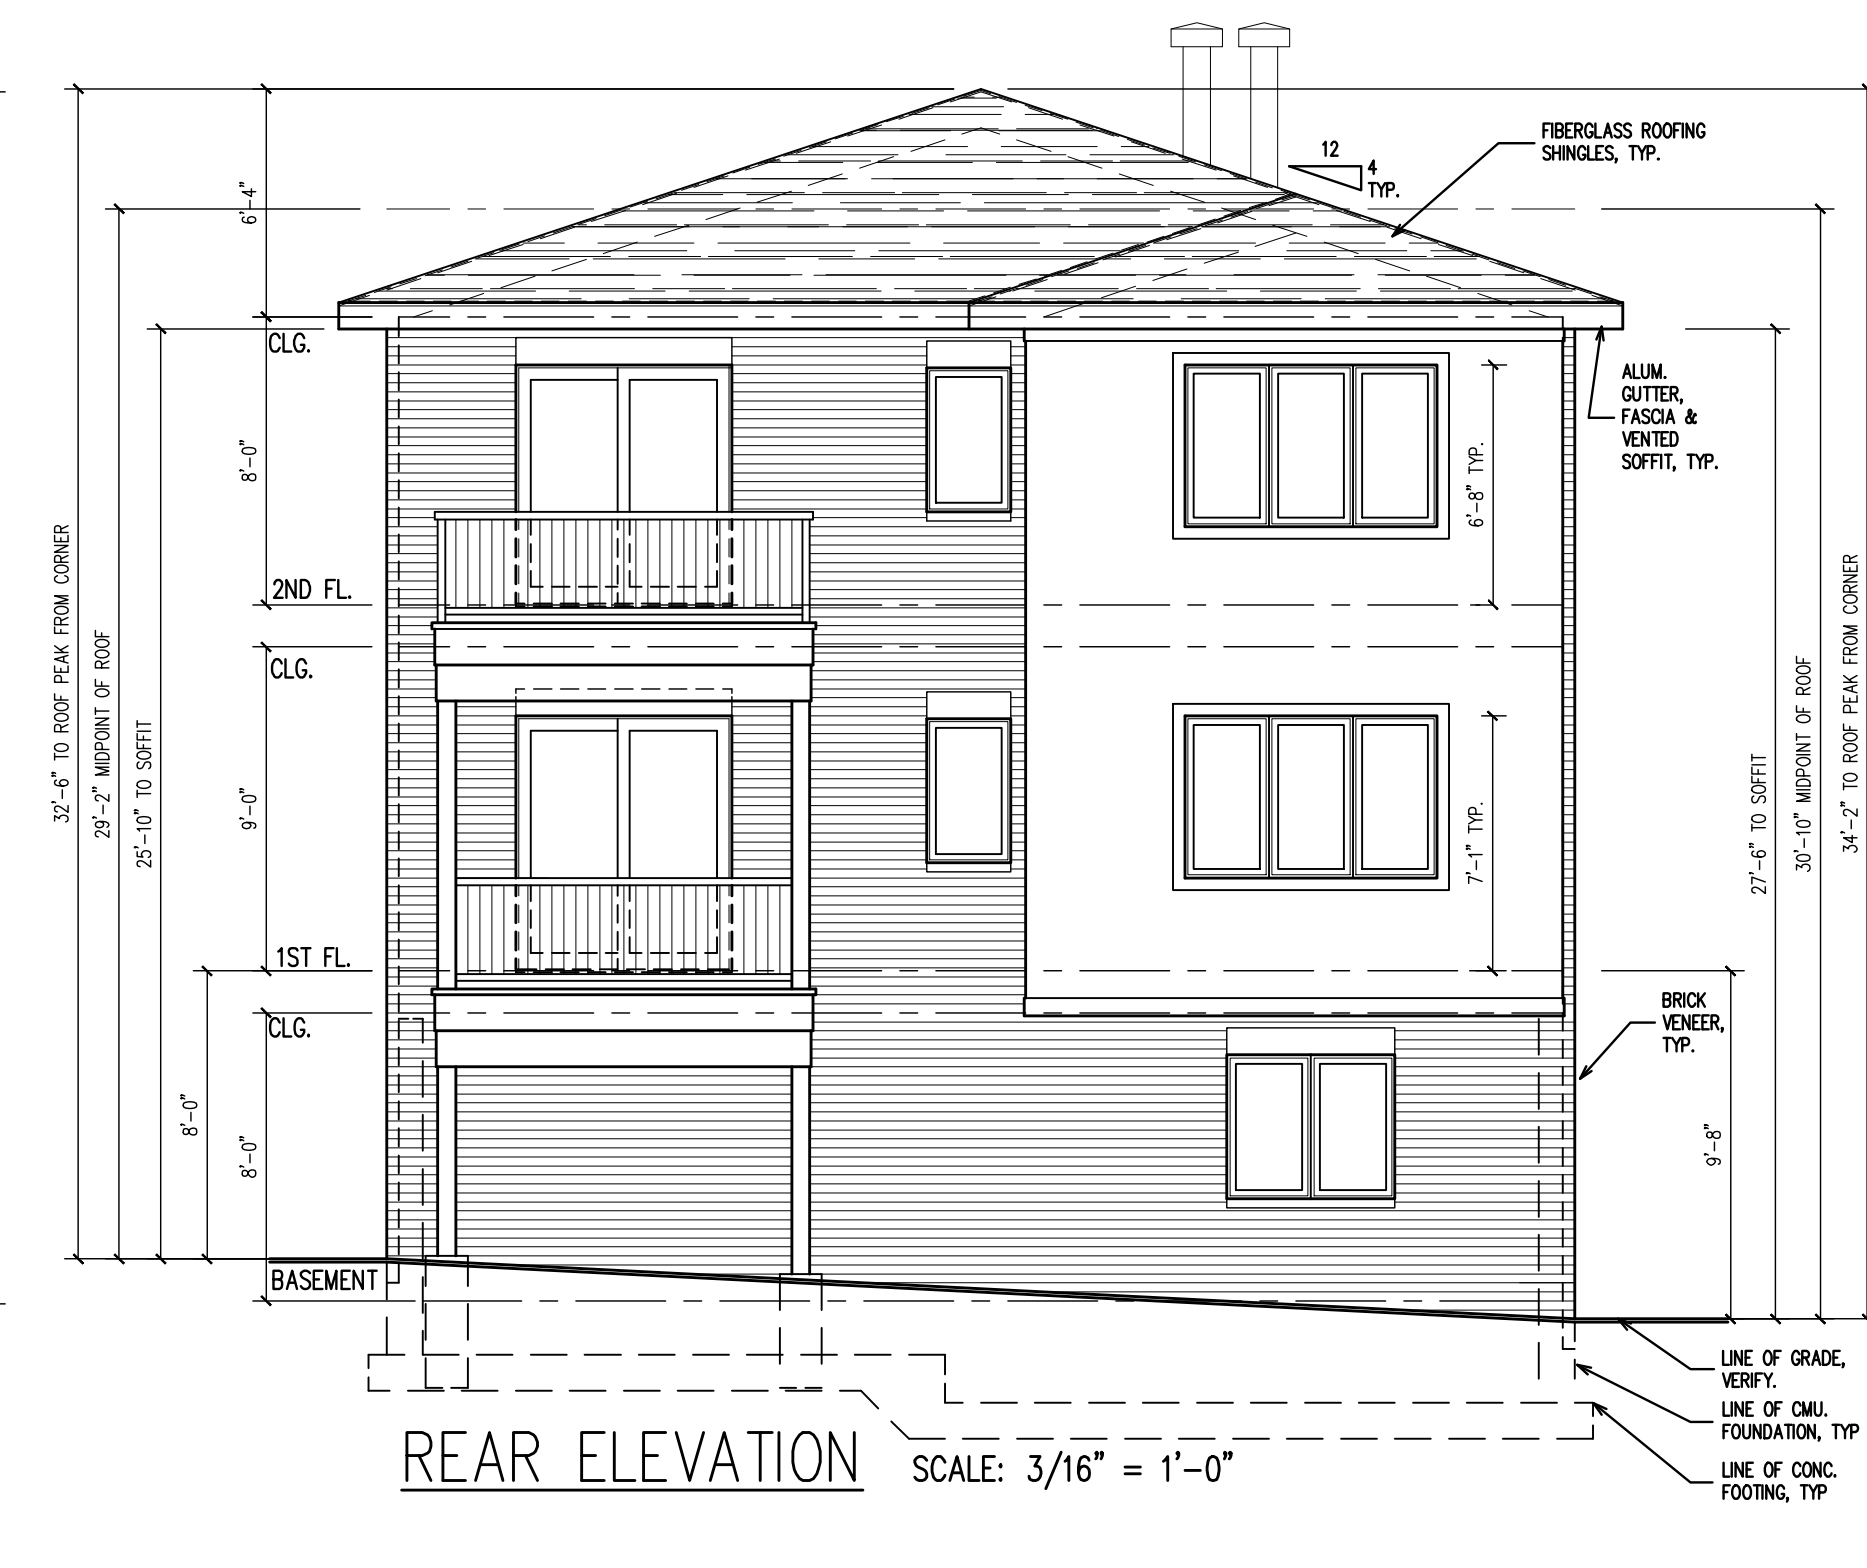 12
4
TYP.
FIBERGLASS ROOFING
SHINGLES, TYP.
6'-4"
CLG.
ALUM.
GUTTER,
FASCIA &
VENTED
SOFFIT, TYP.
8'-0"
6'-8" TYP.
2ND FL.
CLG.
32'-6" TO ROOF PEAK FROM CORNER
29'-2" MIDPOINT OF ROOF
25'-10" TO SOFFIT
9'-0"
7'-1" TYP.
27'-6" TO SOFFIT
30'-10" MIDPOINT OF ROOF
34'-2" TO ROOF PEAK FROM CORNER
1ST FL.
CLG.
BRICK
VENEER,
TYP.
8'-0"
8'-0"
9'-8"
BASEMENT
LINE OF GRADE,
VERIFY.
LINE OF CMU.
FOUNDATION, TYP
LINE OF CONC.
FOOTING, TYP
REAR ELEVATION
SCALE: 3/16" = 1'-0"